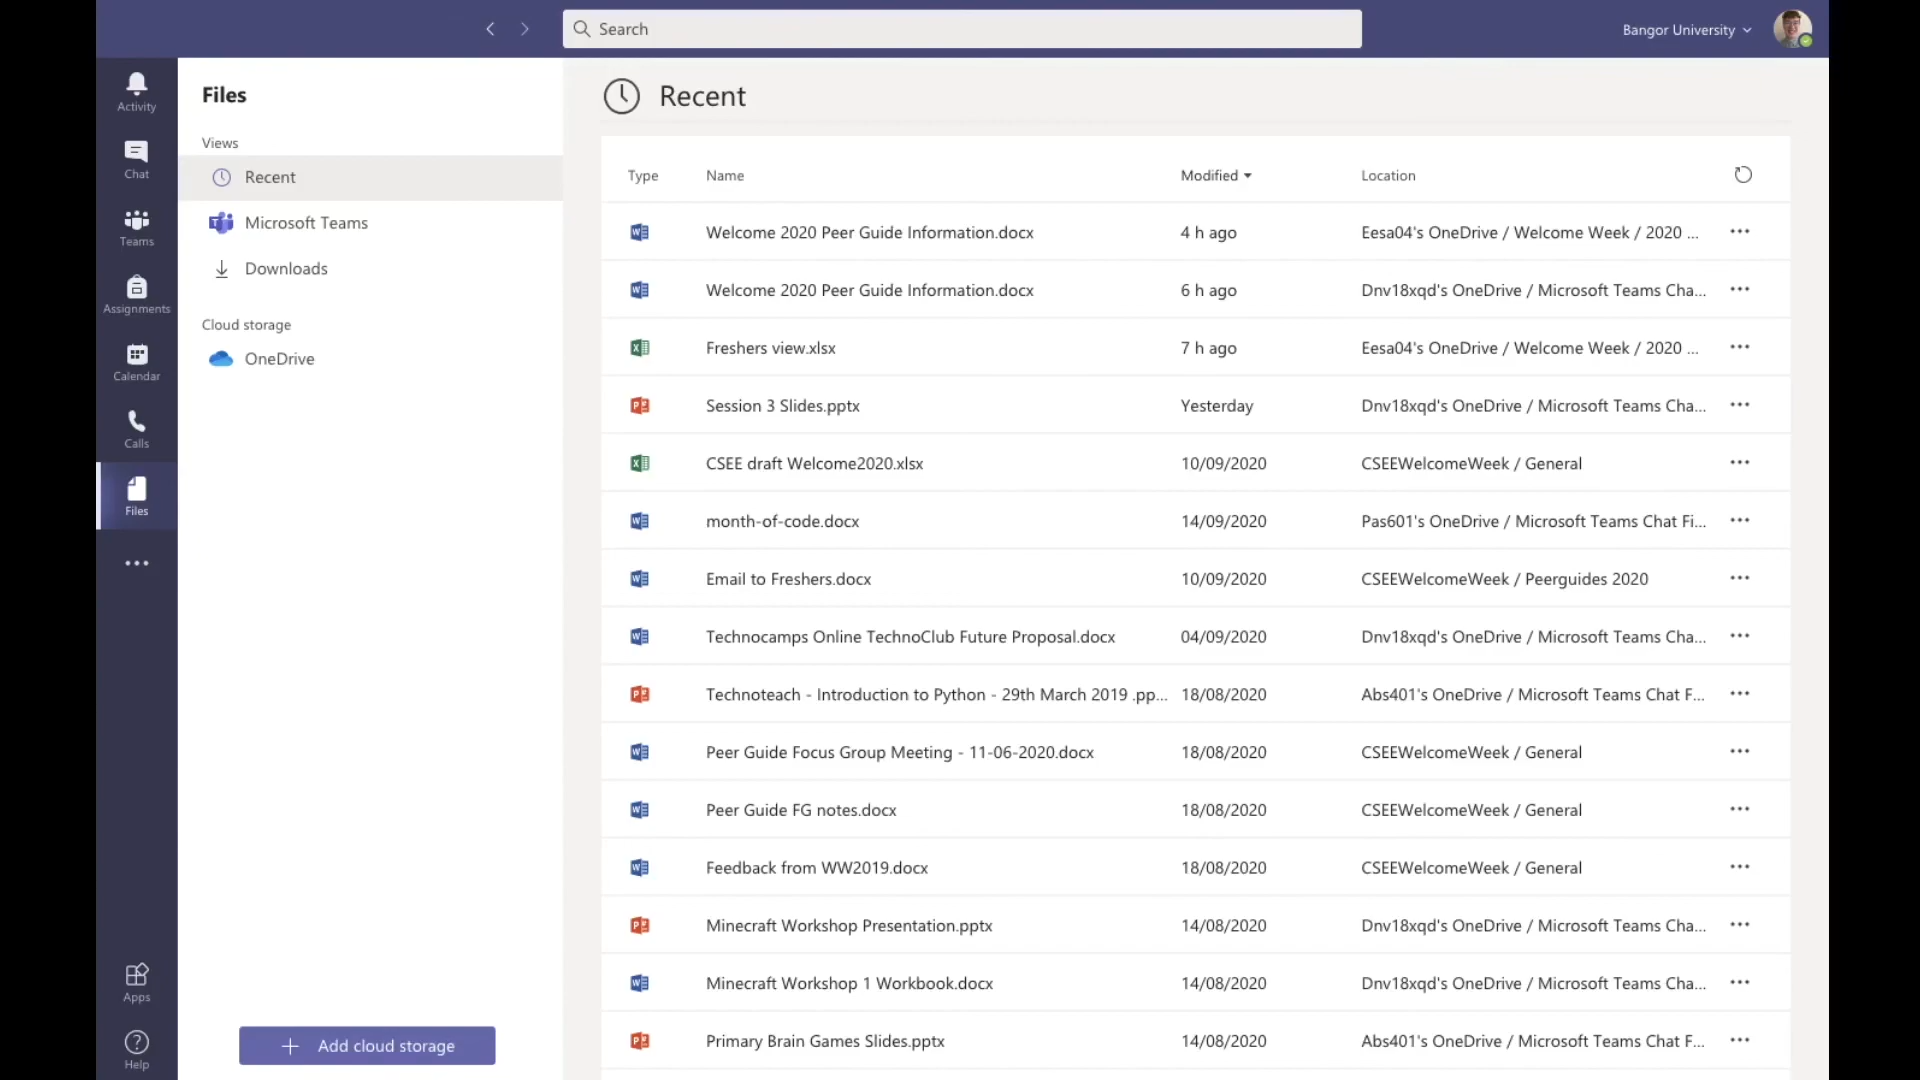 Search
Bangor University
Activity
Chat
Teams
Assignments
Calendar
Calls
Files
Apps
Help
Files
Views
Recent
Microsoft Teams
Downloads
Cloud storage
OneDrive
Add cloud storage
Recent
Type Name Modified Location
Welcome 2020 Peer Guide Information.docx 4 h ago Eesa04's OneDrive / Welcome Week / 2020 ...
Welcome 2020 Peer Guide Information.docx 6 h ago Dnv18xqd's OneDrive / Microsoft Teams Cha...
Freshers view.xlsx 7 h ago Eesa04's OneDrive / Welcome Week / 2020 ...
Session 3 Slides.pptx Yesterday Dnv18xqd's OneDrive / Microsoft Teams Cha...
CSEE draft Welcome2020.xlsx 10/09/2020 CSEEWelcomeWeek / General
month-of-code.docx 14/09/2020 Pas601's OneDrive / Microsoft Teams Chat Fi...
Email to Freshers.docx 10/09/2020 CSEEWelcomeWeek / Peerguides 2020
Technocamps Online TechnoClub Future Proposal.docx 04/09/2020 Dnv18xqd's OneDrive / Microsoft Teams Cha...
Technoteach - Introduction to Python - 29th March 2019 .pp... 18/08/2020 Abs401's OneDrive / Microsoft Teams Chat F...
Peer Guide Focus Group Meeting - 11-06-2020.docx 18/08/2020 CSEEWelcomeWeek / General
Peer Guide FG notes.docx 18/08/2020 CSEEWelcomeWeek / General
Feedback from WW2019.docx 18/08/2020 CSEEWelcomeWeek / General
Minecraft Workshop Presentation.pptx 14/08/2020 Dnv18xqd's OneDrive / Microsoft Teams Cha...
Minecraft Workshop 1 Workbook.docx 14/08/2020 Dnv18xqd's OneDrive / Microsoft Teams Cha...
Primary Brain Games Slides.pptx 14/08/2020 Abs401's OneDrive / Microsoft Teams Chat F...